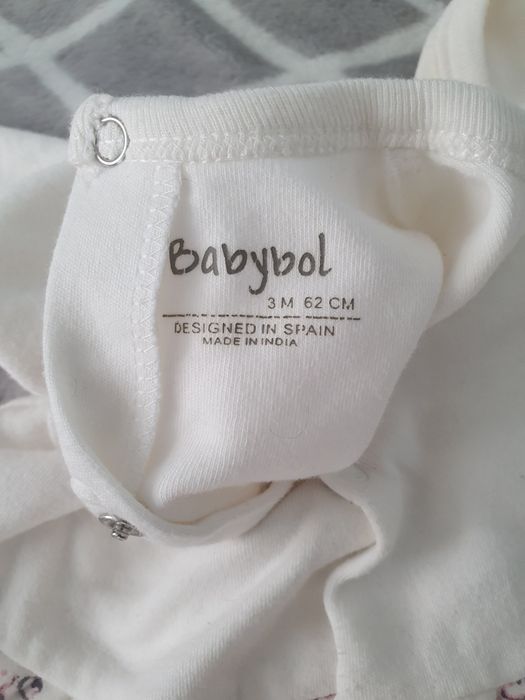 Babybol
3 M 62 CM
DESIGNED IN SPAIN
MADE IN INDIA